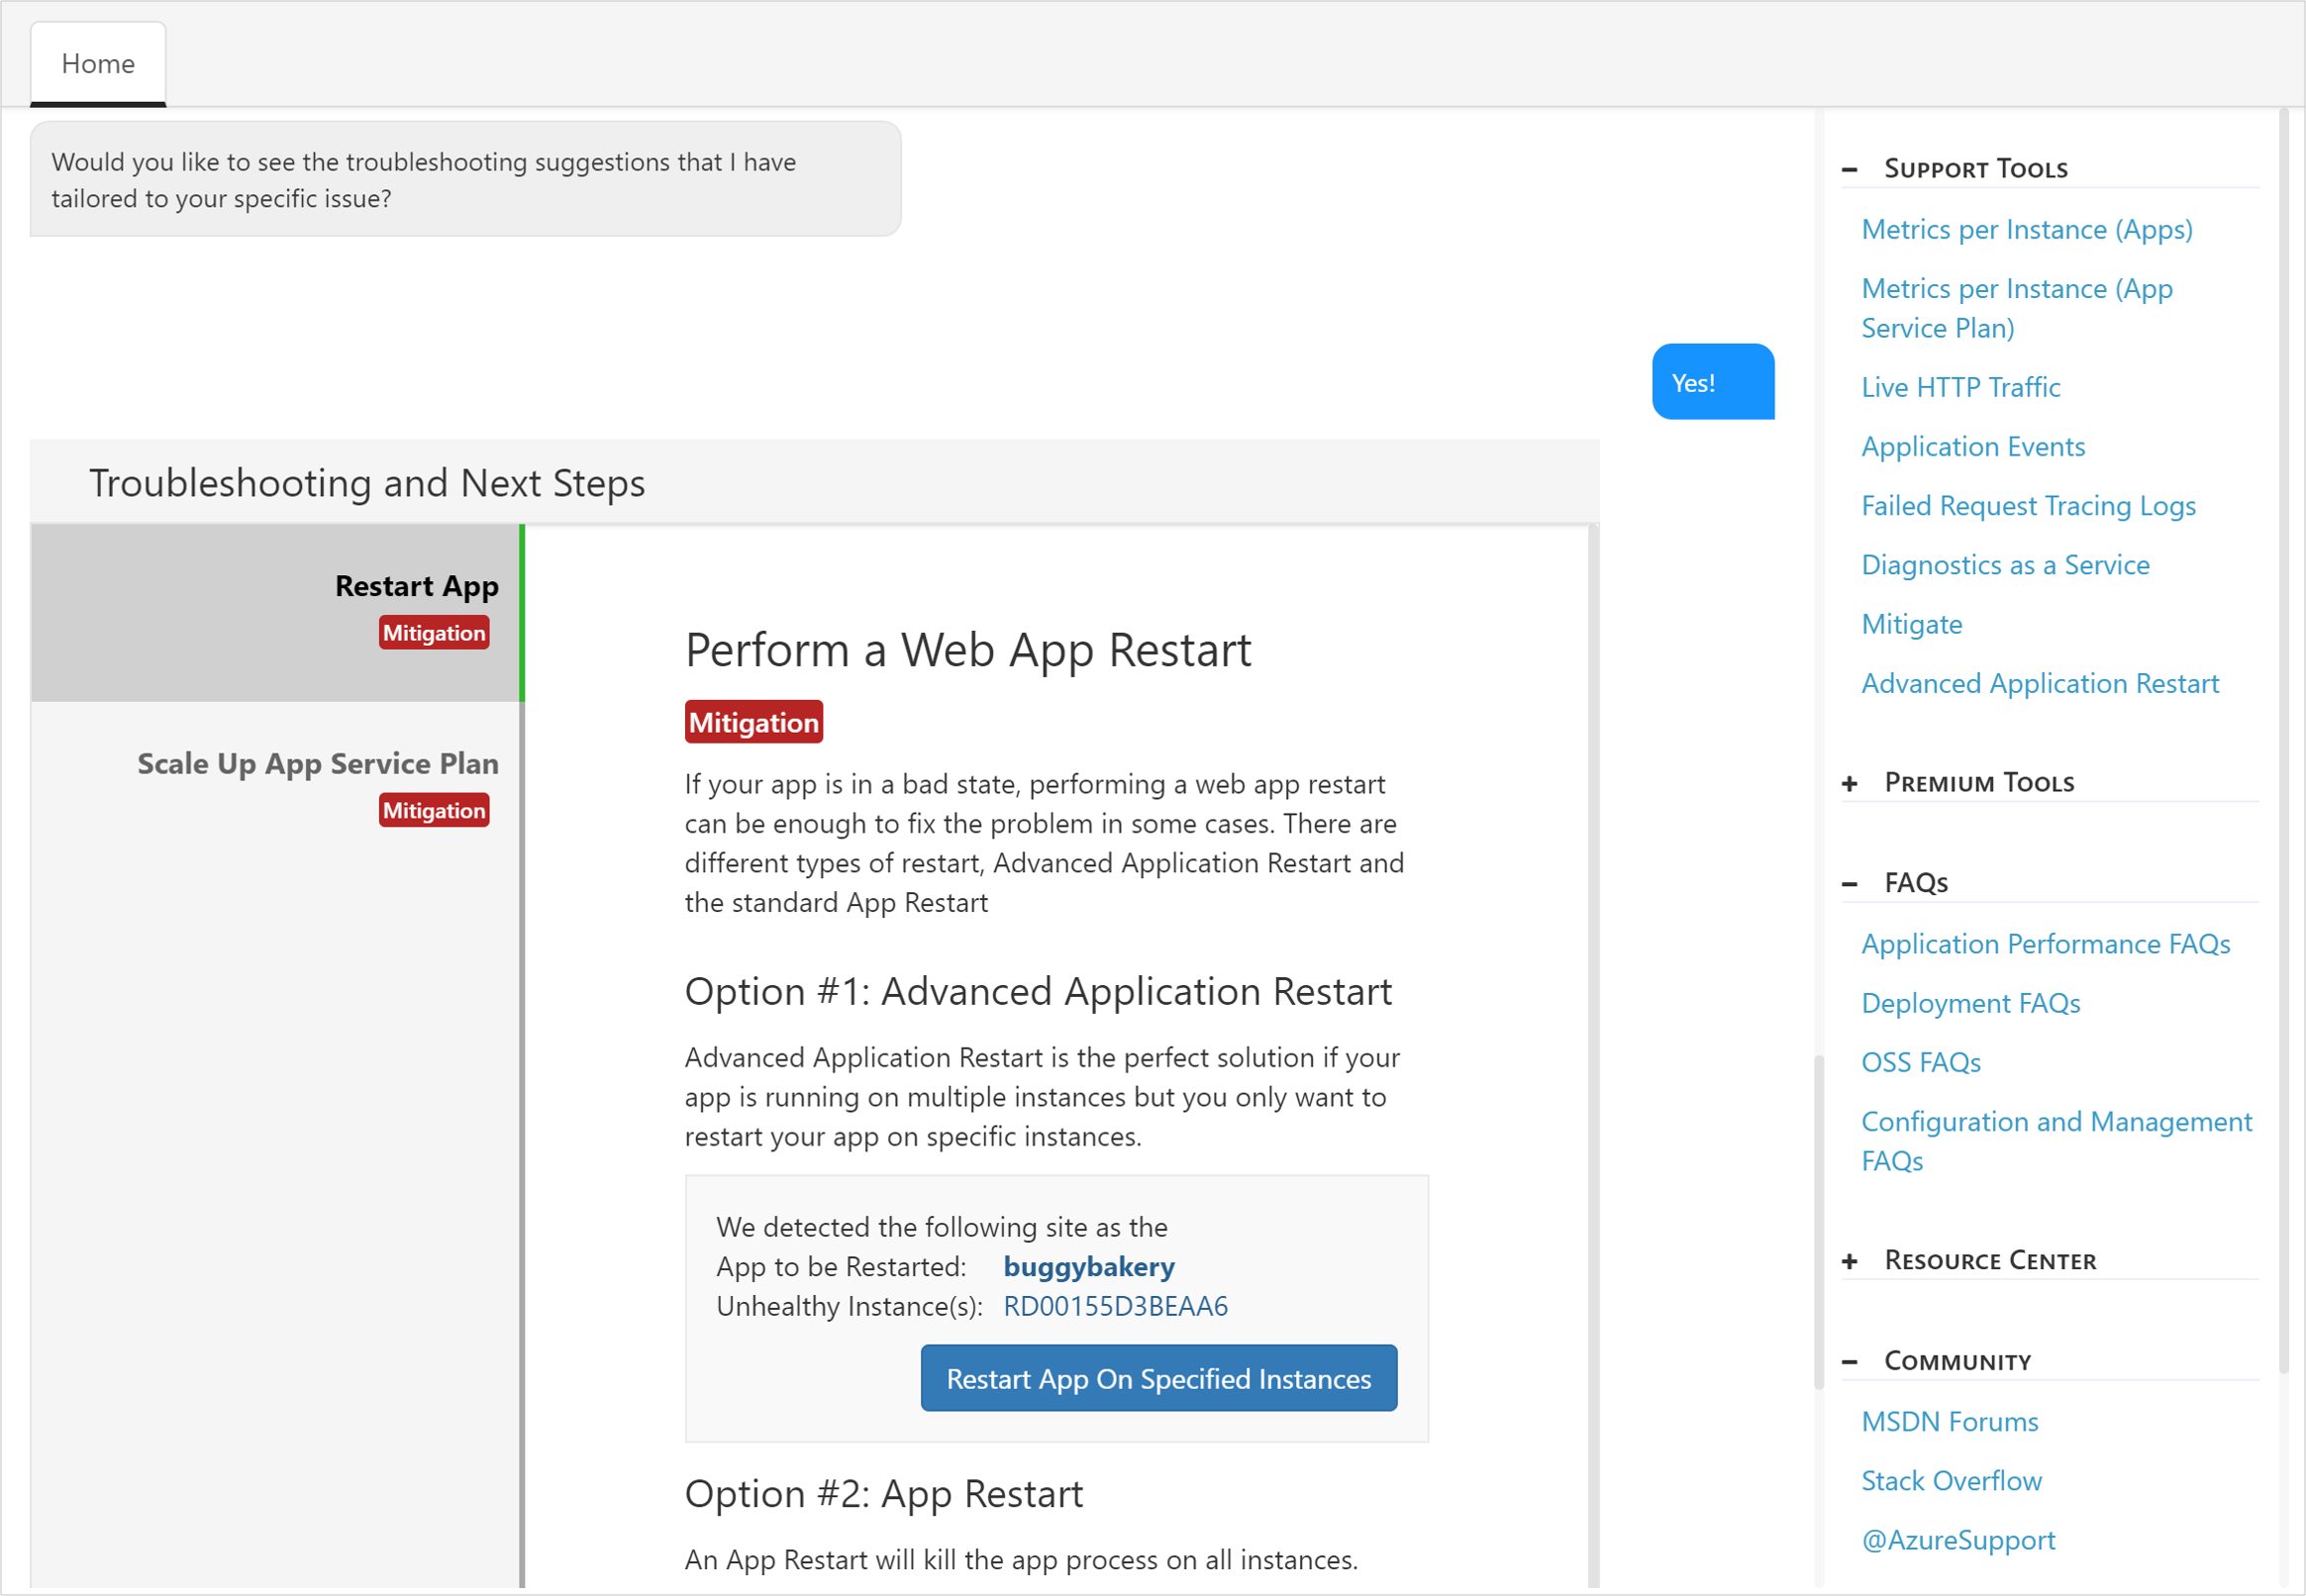 Home
Would you like to see the troubleshooting suggestions that I have
tailored to your specific issue?
Yes!
Troubleshooting and Next Steps
Restart App
Mitigation
Scale Up App Service Plan
Mitigation
Perform a Web App Restart
Mitigation
If your app is in a bad state, performing a web app restart
can be enough to fix the problem in some cases. There are
different types of restart, Advanced Application Restart and
the standard App Restart
Option #1: Advanced Application Restart
Advanced Application Restart is the perfect solution if your
app is running on multiple instances but you only want to
restart your app on specific instances.
We detected the following site as the
App to be Restarted: buggybakery
Unhealthy Instance(s): RD00155D3BEAA6
Restart App On Specified Instances
Option #2: App Restart
An App Restart will kill the app process on all instances.
− Support Tools
Metrics per Instance (Apps)
Metrics per Instance (App
Service Plan)
Live HTTP Traffic
Application Events
Failed Request Tracing Logs
Diagnostics as a Service
Mitigate
Advanced Application Restart
+ Premium Tools
− FAQs
Application Performance FAQs
Deployment FAQs
OSS FAQs
Configuration and Management
FAQs
+ Resource Center
− Community
MSDN Forums
Stack Overflow
@AzureSupport